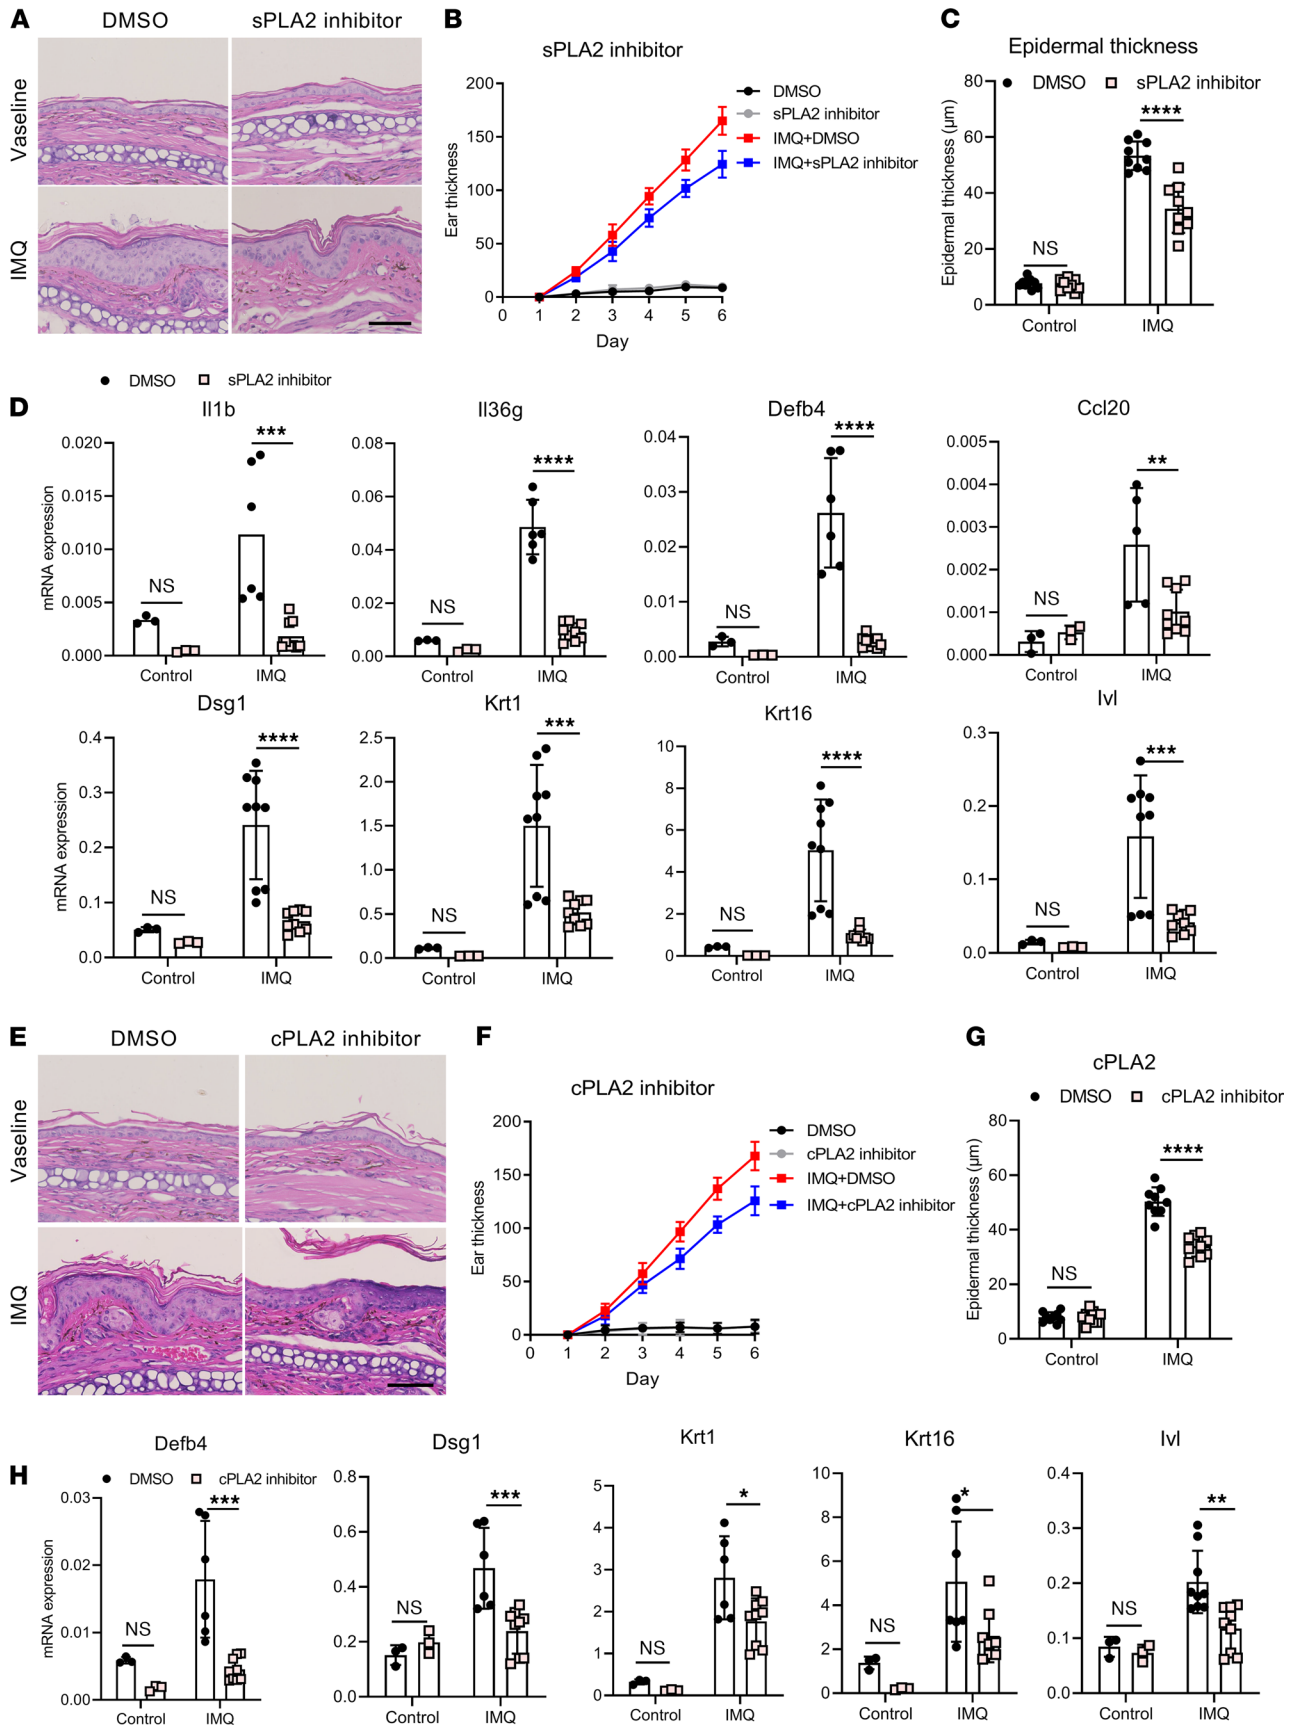 A
DMSO
sPLA2 inhibitor
Vaseline
IMQ
B
sPLA2 inhibitor
Ear thickness
200
150
100
50
0
0 1 2 3 4 5 6
Day
DMSO
sPLA2 inhibitor
IMQ+DMSO
IMQ+sPLA2 inhibitor
C
Epidermal thickness
DMSO
sPLA2 inhibitor
Epidermal thickness (µm)
80
60
40
20
0
NS
****
Control IMQ
D
DMSO
sPLA2 inhibitor
Il1b
mRNA expression
0.020
0.015
0.010
0.005
0.000
NS
***
Control IMQ
Il36g
0.08
0.06
0.04
0.02
0.00
NS
****
Control IMQ
Defb4
0.04
0.03
0.02
0.01
0.00
NS
****
Control IMQ
Ccl20
0.005
0.004
0.003
0.002
0.001
0.000
NS
**
Control IMQ
Dsg1
mRNA expression
0.4
0.3
0.2
0.1
0.0
NS
****
Control IMQ
Krt1
2.5
2.0
1.5
1.0
0.5
0.0
NS
***
Control IMQ
Krt16
10
8
6
4
2
0
NS
****
Control IMQ
Ivl
0.3
0.2
0.1
0.0
NS
***
Control IMQ
E
DMSO
cPLA2 inhibitor
Vaseline
IMQ
F
cPLA2 inhibitor
Ear thickness
200
150
100
50
0
0 1 2 3 4 5 6
Day
DMSO
cPLA2 inhibitor
IMQ+DMSO
IMQ+cPLA2 inhibitor
G
cPLA2
DMSO
cPLA2 inhibitor
Epidermal thickness (µm)
80
60
40
20
0
NS
****
Control IMQ
H
Defb4
DMSO
cPLA2 inhibitor
mRNA expression
0.03
0.02
0.01
0.00
NS
***
Control IMQ
Dsg1
0.8
0.6
0.4
0.2
0.0
NS
***
Control IMQ
Krt1
5
4
3
2
1
0
NS
*
Control IMQ
Krt16
10
8
6
4
2
0
NS
*
Control IMQ
Ivl
0.4
0.3
0.2
0.1
0.0
NS
**
Control IMQ